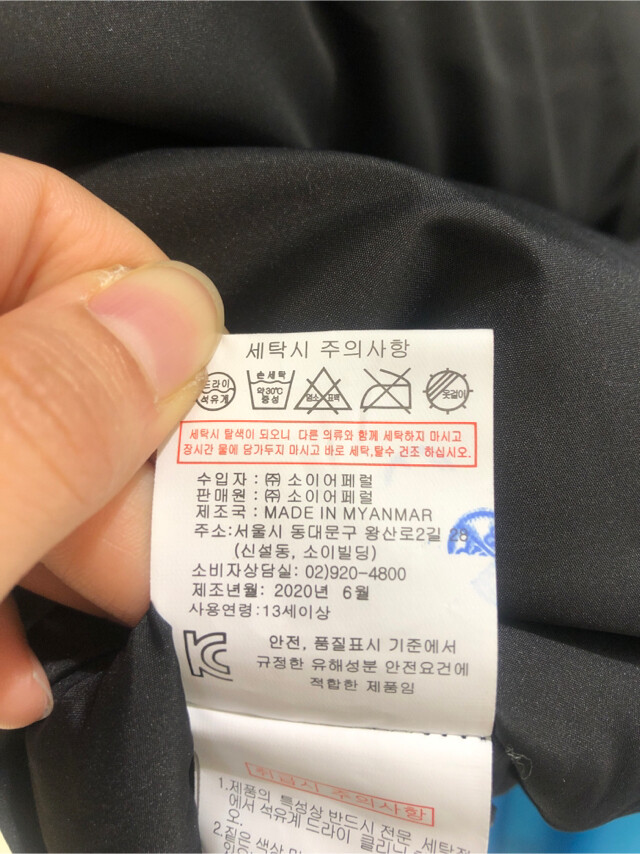 세탁시 주의사항
드라이 석유계
손세탁 약30℃ 중성
염소 표백
옷걸이
세탁시 탈색이 되오니 다른 의류와 함께 세탁하지 마시고
장시간 물에 담가두지 마시고 바로 세탁,탈수 건조 하십시오.
수입자 : ㈜ 소이어페럴
판매원 : ㈜ 소이어페럴
제조국 : MADE IN MYANMAR
주소:서울시 동대문구 왕산로2길 28
(신설동, 소이빌딩)
소비자상담실: 02)920-4800
제조년월: 2020년 6월
사용연령:13세이상
안전, 품질표시 기준에서
규정한 유해성분 안전요건에
적합한 제품임
취급시 주의사항
1.제품의 특성상 반드시 전문 세탁
에서 석유계 드라이 클리닝
오.
2.짙은 색상